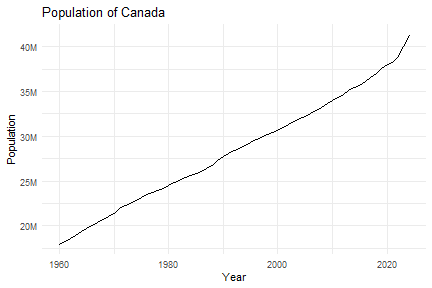 Population of Canada
40M
35M
30M
25M
20M
Population
1960
1980
2000
2020
Year